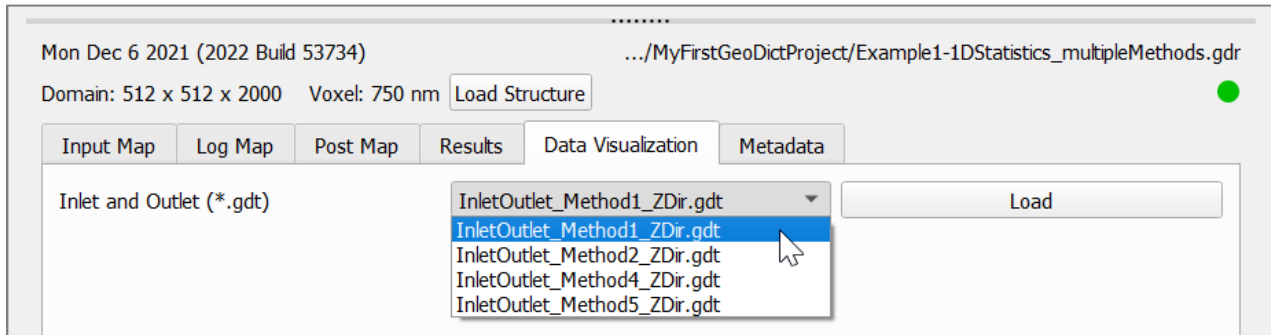 Mon Dec 6 2021 (2022 Build 53734) .../MyFirstGeoDictProject/Example1-1DStatistics_multipleMethods.gdr
Domain: 512 x 512 x 2000 Voxel: 750 nm Load Structure
Input Map Log Map Post Map Results Data Visualization Metadata
Inlet and Outlet (*.gdt) InletOutlet_Method1_ZDir.gdt Load
InletOutlet_Method1_ZDir.gdt
InletOutlet_Method2_ZDir.gdt
InletOutlet_Method4_ZDir.gdt
InletOutlet_Method5_ZDir.gdt